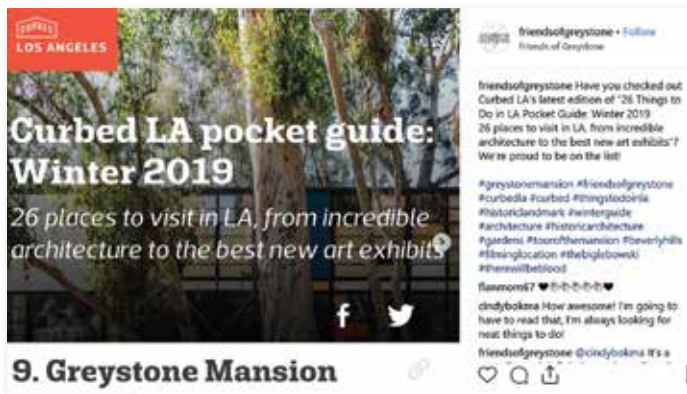 CURBED
LOS ANGELES
Curbed LA pocket guide:
Winter 2019
26 places to visit in LA, from incredible
architecture to the best new art exhibits
9. Greystone Mansion
friendsofgreystone • Follow
Friends of Greystone
friendsofgreystone Have you checked out
Curbed LA's latest edition of "26 Things to
Do in LA Pocket Guide: Winter 2019
26 places to visit in LA, from incredible
architecture to the best new art exhibits"?
We're proud to be on the list!
#greystonemansion #friendsofgreystone
#curbedla #curbed #thingstodoinla
#historiclandmark #winterguide
#architecture #historicarchitecture
#gardens #tourofthemansion #beverlyhills
#filminglocation #thebiglebowski
#therewillbeblood
flanmom67
cindybokma How awesome! I'm going to
have to read that, I'm always looking for
neat things to do!
friendsofgreystone @cindybokma It's a